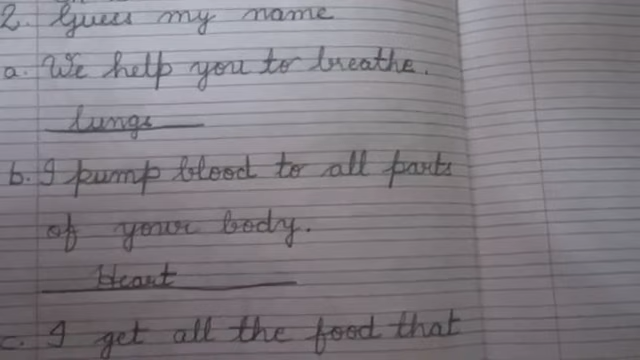 2. Guess my name
a. We help you to breathe.
lungs
b. I pump blood to all parts
of your body.
Heart
c. I get all the food that